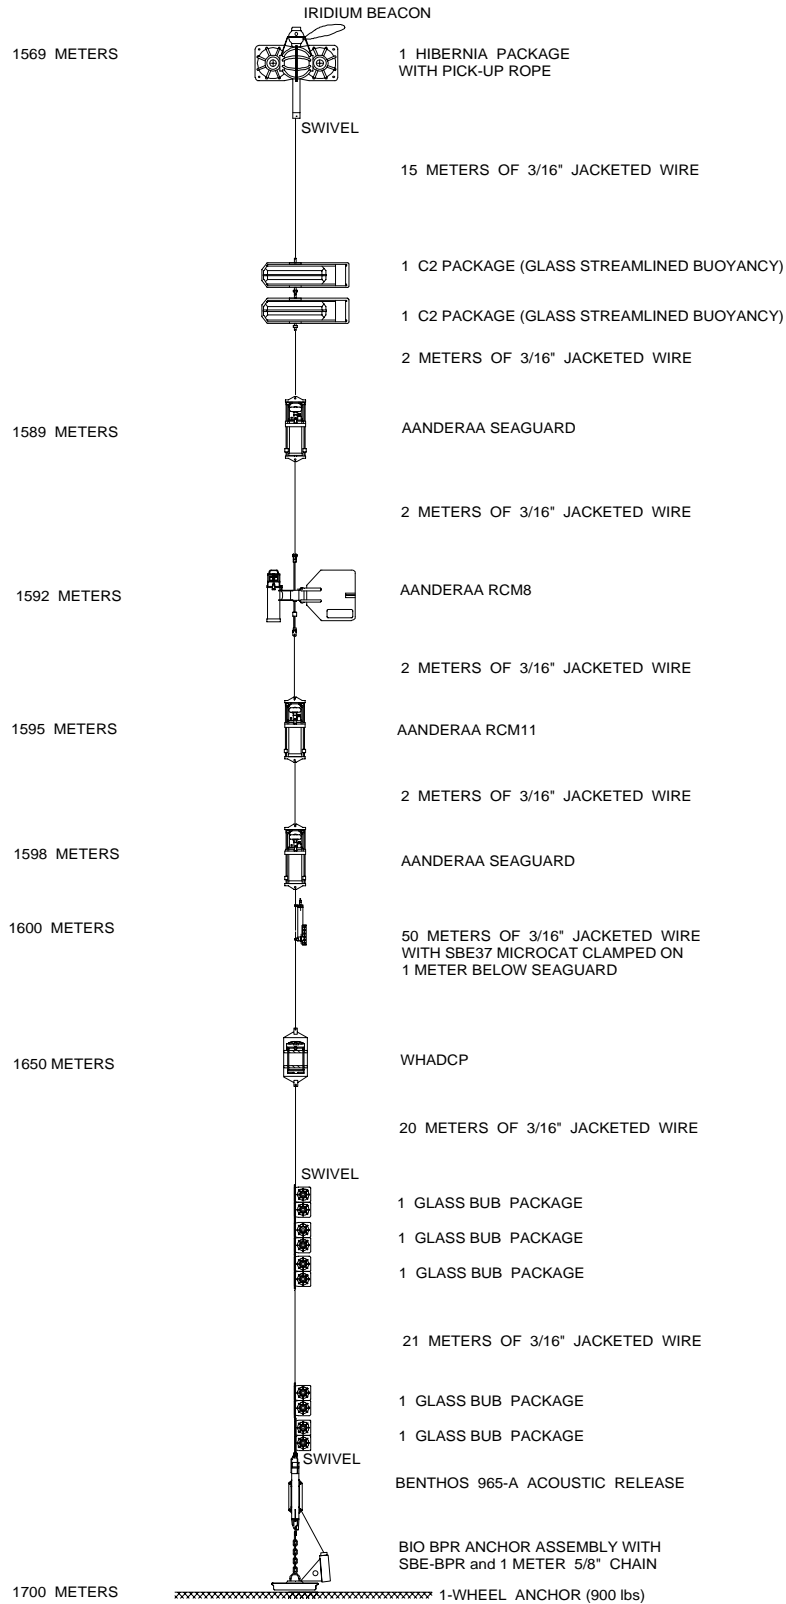 IRIDIUM BEACON
1569 METERS
1 HIBERNIA PACKAGE
WITH PICK-UP ROPE
SWIVEL
15 METERS OF 3/16" JACKETED WIRE
1 C2 PACKAGE (GLASS STREAMLINED BUOYANCY)
1 C2 PACKAGE (GLASS STREAMLINED BUOYANCY)
2 METERS OF 3/16" JACKETED WIRE
1589 METERS
AANDERAA SEAGUARD
2 METERS OF 3/16" JACKETED WIRE
1592 METERS
AANDERAA RCM8
2 METERS OF 3/16" JACKETED WIRE
1595 METERS
AANDERAA RCM11
2 METERS OF 3/16" JACKETED WIRE
1598 METERS
AANDERAA SEAGUARD
1600 METERS
50 METERS OF 3/16" JACKETED WIRE
WITH SBE37 MICROCAT CLAMPED ON
1 METER BELOW SEAGUARD
1650 METERS
WHADCP
20 METERS OF 3/16" JACKETED WIRE
SWIVEL
1 GLASS BUB PACKAGE
1 GLASS BUB PACKAGE
1 GLASS BUB PACKAGE
21 METERS OF 3/16" JACKETED WIRE
1 GLASS BUB PACKAGE
1 GLASS BUB PACKAGE
SWIVEL
BENTHOS 965-A ACOUSTIC RELEASE
BIO BPR ANCHOR ASSEMBLY WITH
SBE-BPR and 1 METER 5/8" CHAIN
1700 METERS
1-WHEEL ANCHOR (900 lbs)